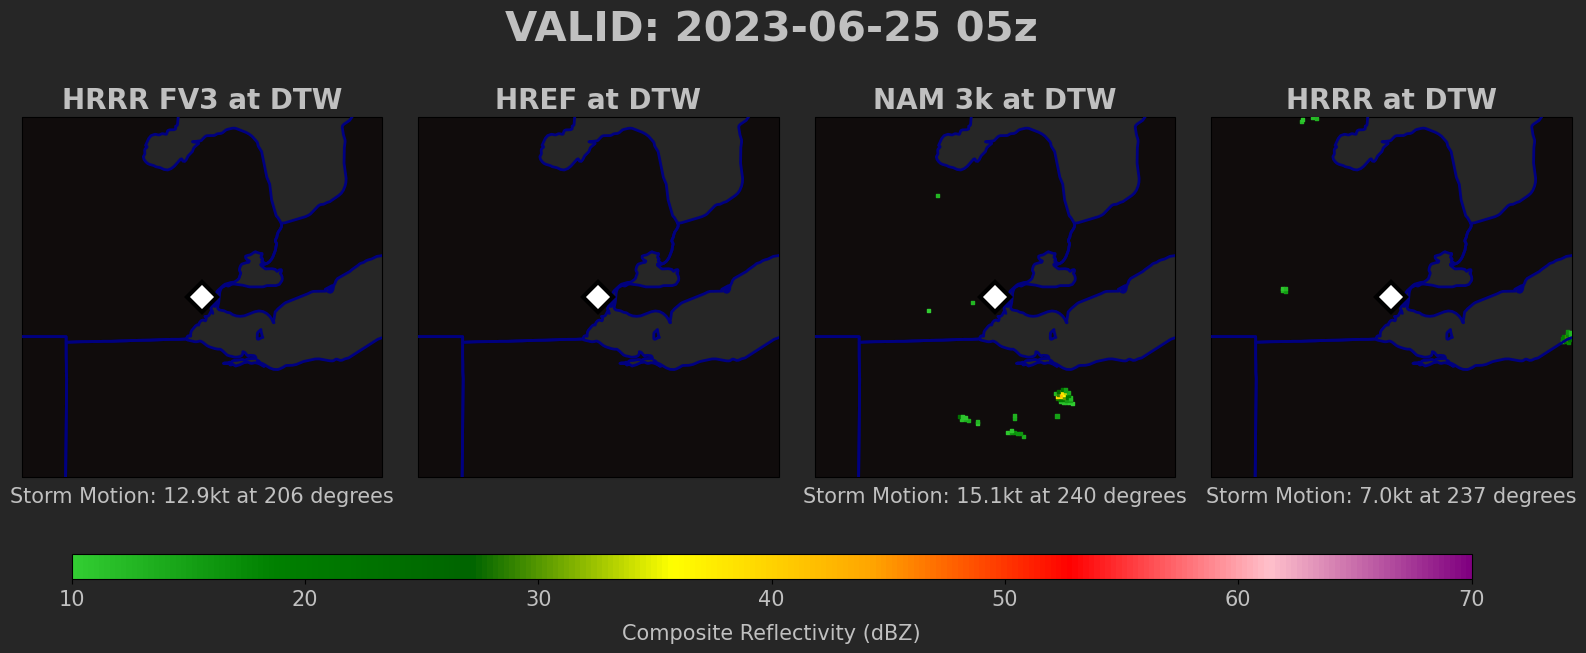 VALID: 2023-06-25 05z
HRRR FV3 at DTW
HREF at DTW
NAM 3k at DTW
HRRR at DTW
Storm Motion: 12.9kt at 206 degrees
Storm Motion: 15.1kt at 240 degrees
Storm Motion: 7.0kt at 237 degrees
10 20 30 40 50 60 70
Composite Reflectivity (dBZ)